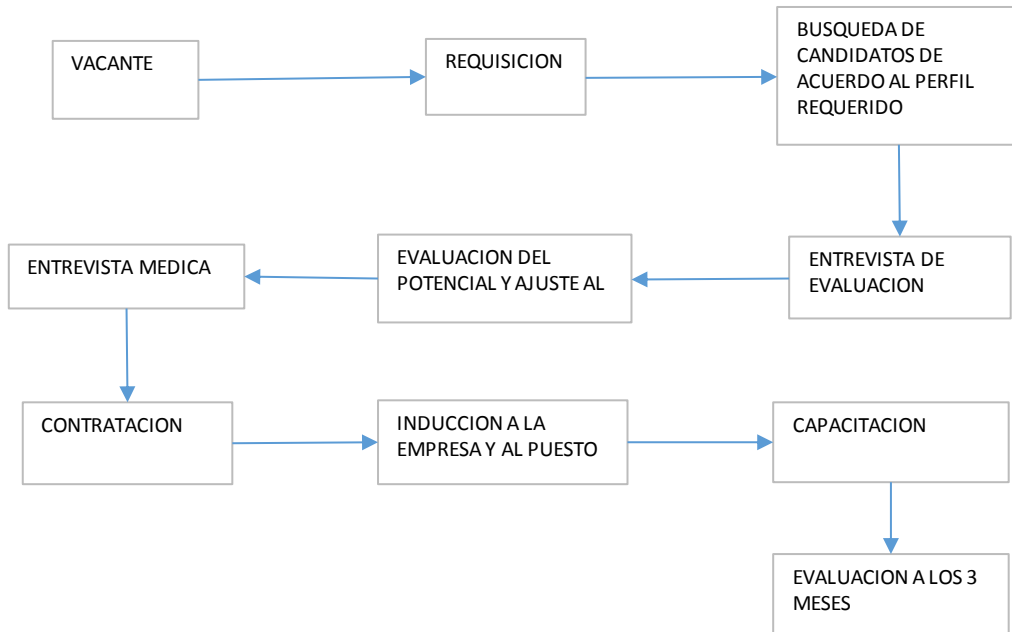 VACANTE
REQUISICION
BUSQUEDA DE
CANDIDATOS DE
ACUERDO AL PERFIL
REQUERIDO
ENTREVISTA DE
EVALUACION
EVALUACION DEL
POTENCIAL Y AJUSTE AL
ENTREVISTA MEDICA
CONTRATACION
INDUCCION A LA
EMPRESA Y AL PUESTO
CAPACITACION
EVALUACION A LOS 3
MESES